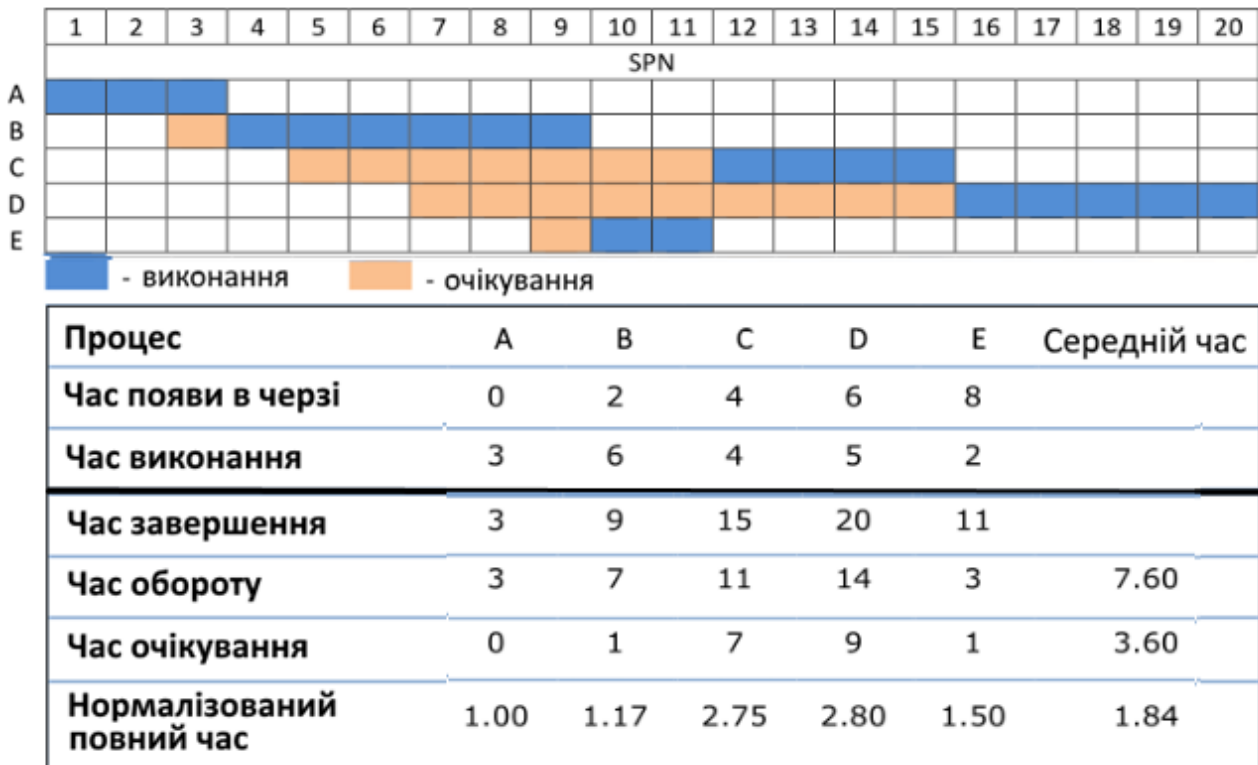 1 2 3 4 5 6 7 8 9 10 11 12 13 14 15 16 17 18 19 20
SPN
A
B
C
D
E
- виконання - очікування
Процес A B C D E Середній час
Час появи в черзі 0 2 4 6 8
Час виконання 3 6 4 5 2
Час завершення 3 9 15 20 11
Час обороту 3 7 11 14 3 7.60
Час очікування 0 1 7 9 1 3.60
Нормалізований
повний час 1.00 1.17 2.75 2.80 1.50 1.84